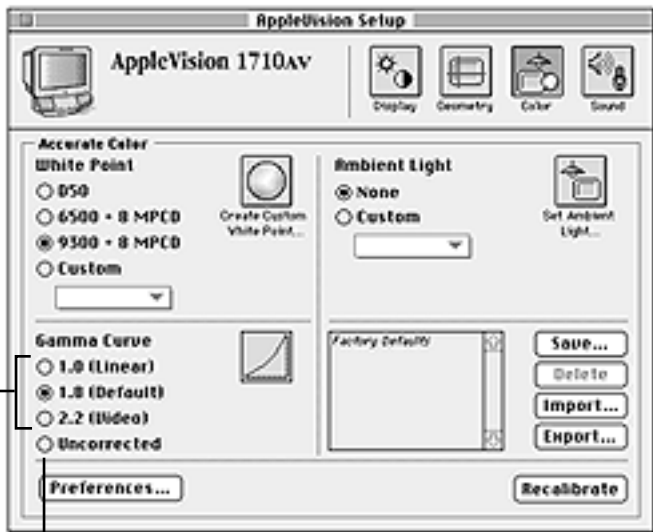 AppleVision Setup
AppleVision 1710AV
Display
Geometry
Color
Sound
Accurate Color
White Point
D50
6500 + 8 MPCD
9300 + 8 MPCD
Custom
Create Custom
White Point...
Ambient Light
None
Custom
Set Ambient
Light...
Gamma Curve
1.0 (Linear)
1.8 (Default)
2.2 (Video)
Uncorrected
Factory Defaults
Save...
Delete
Import...
Export...
Preferences...
Recalibrate